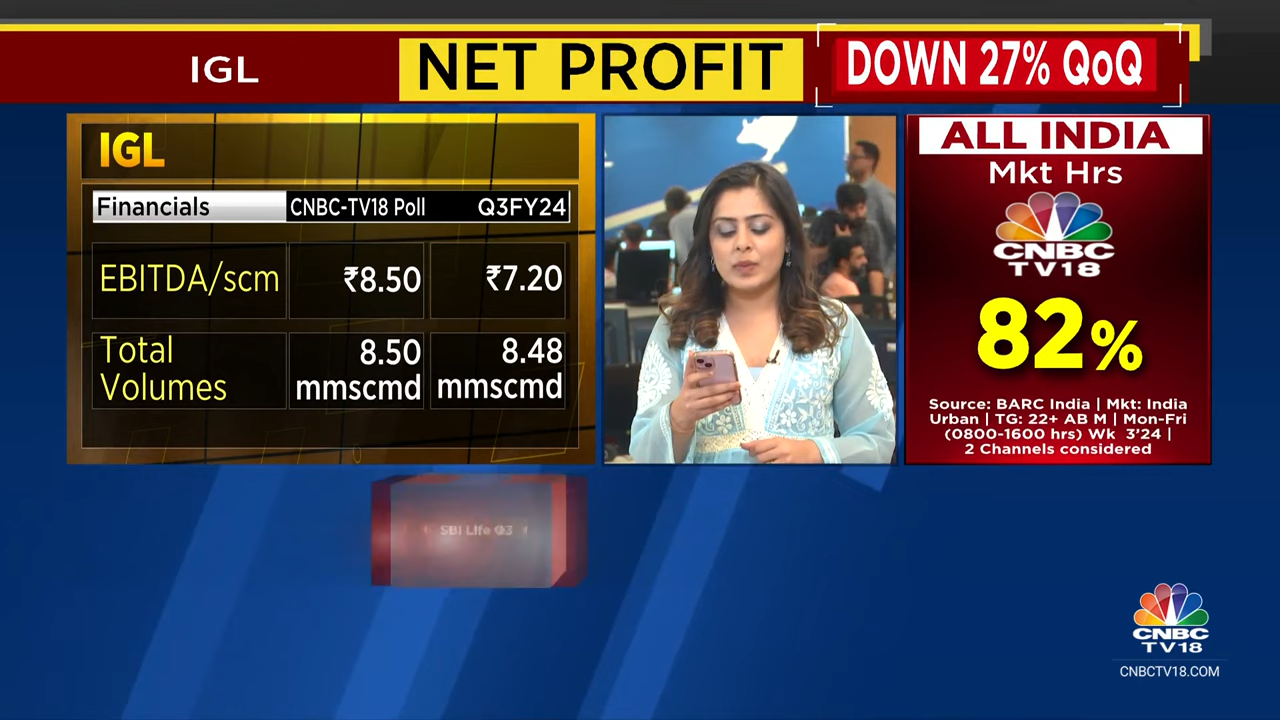 IGL
NET PROFIT
DOWN 27% QoQ
IGL
Financials
CNBC-TV18 Poll
Q3FY24
EBITDA/scm
₹8.50
₹7.20
Total
Volumes
8.50
mmscmd
8.48
mmscmd
ALL INDIA
Mkt Hrs
CNBC
TV18
82%
Source: BARC India | Mkt: India
Urban | TG: 22+ AB M | Mon-Fri
(0800-1600 hrs) Wk 3'24 |
2 Channels considered
SBI Life Q3
CNBC
TV18
CNBCTV18.COM